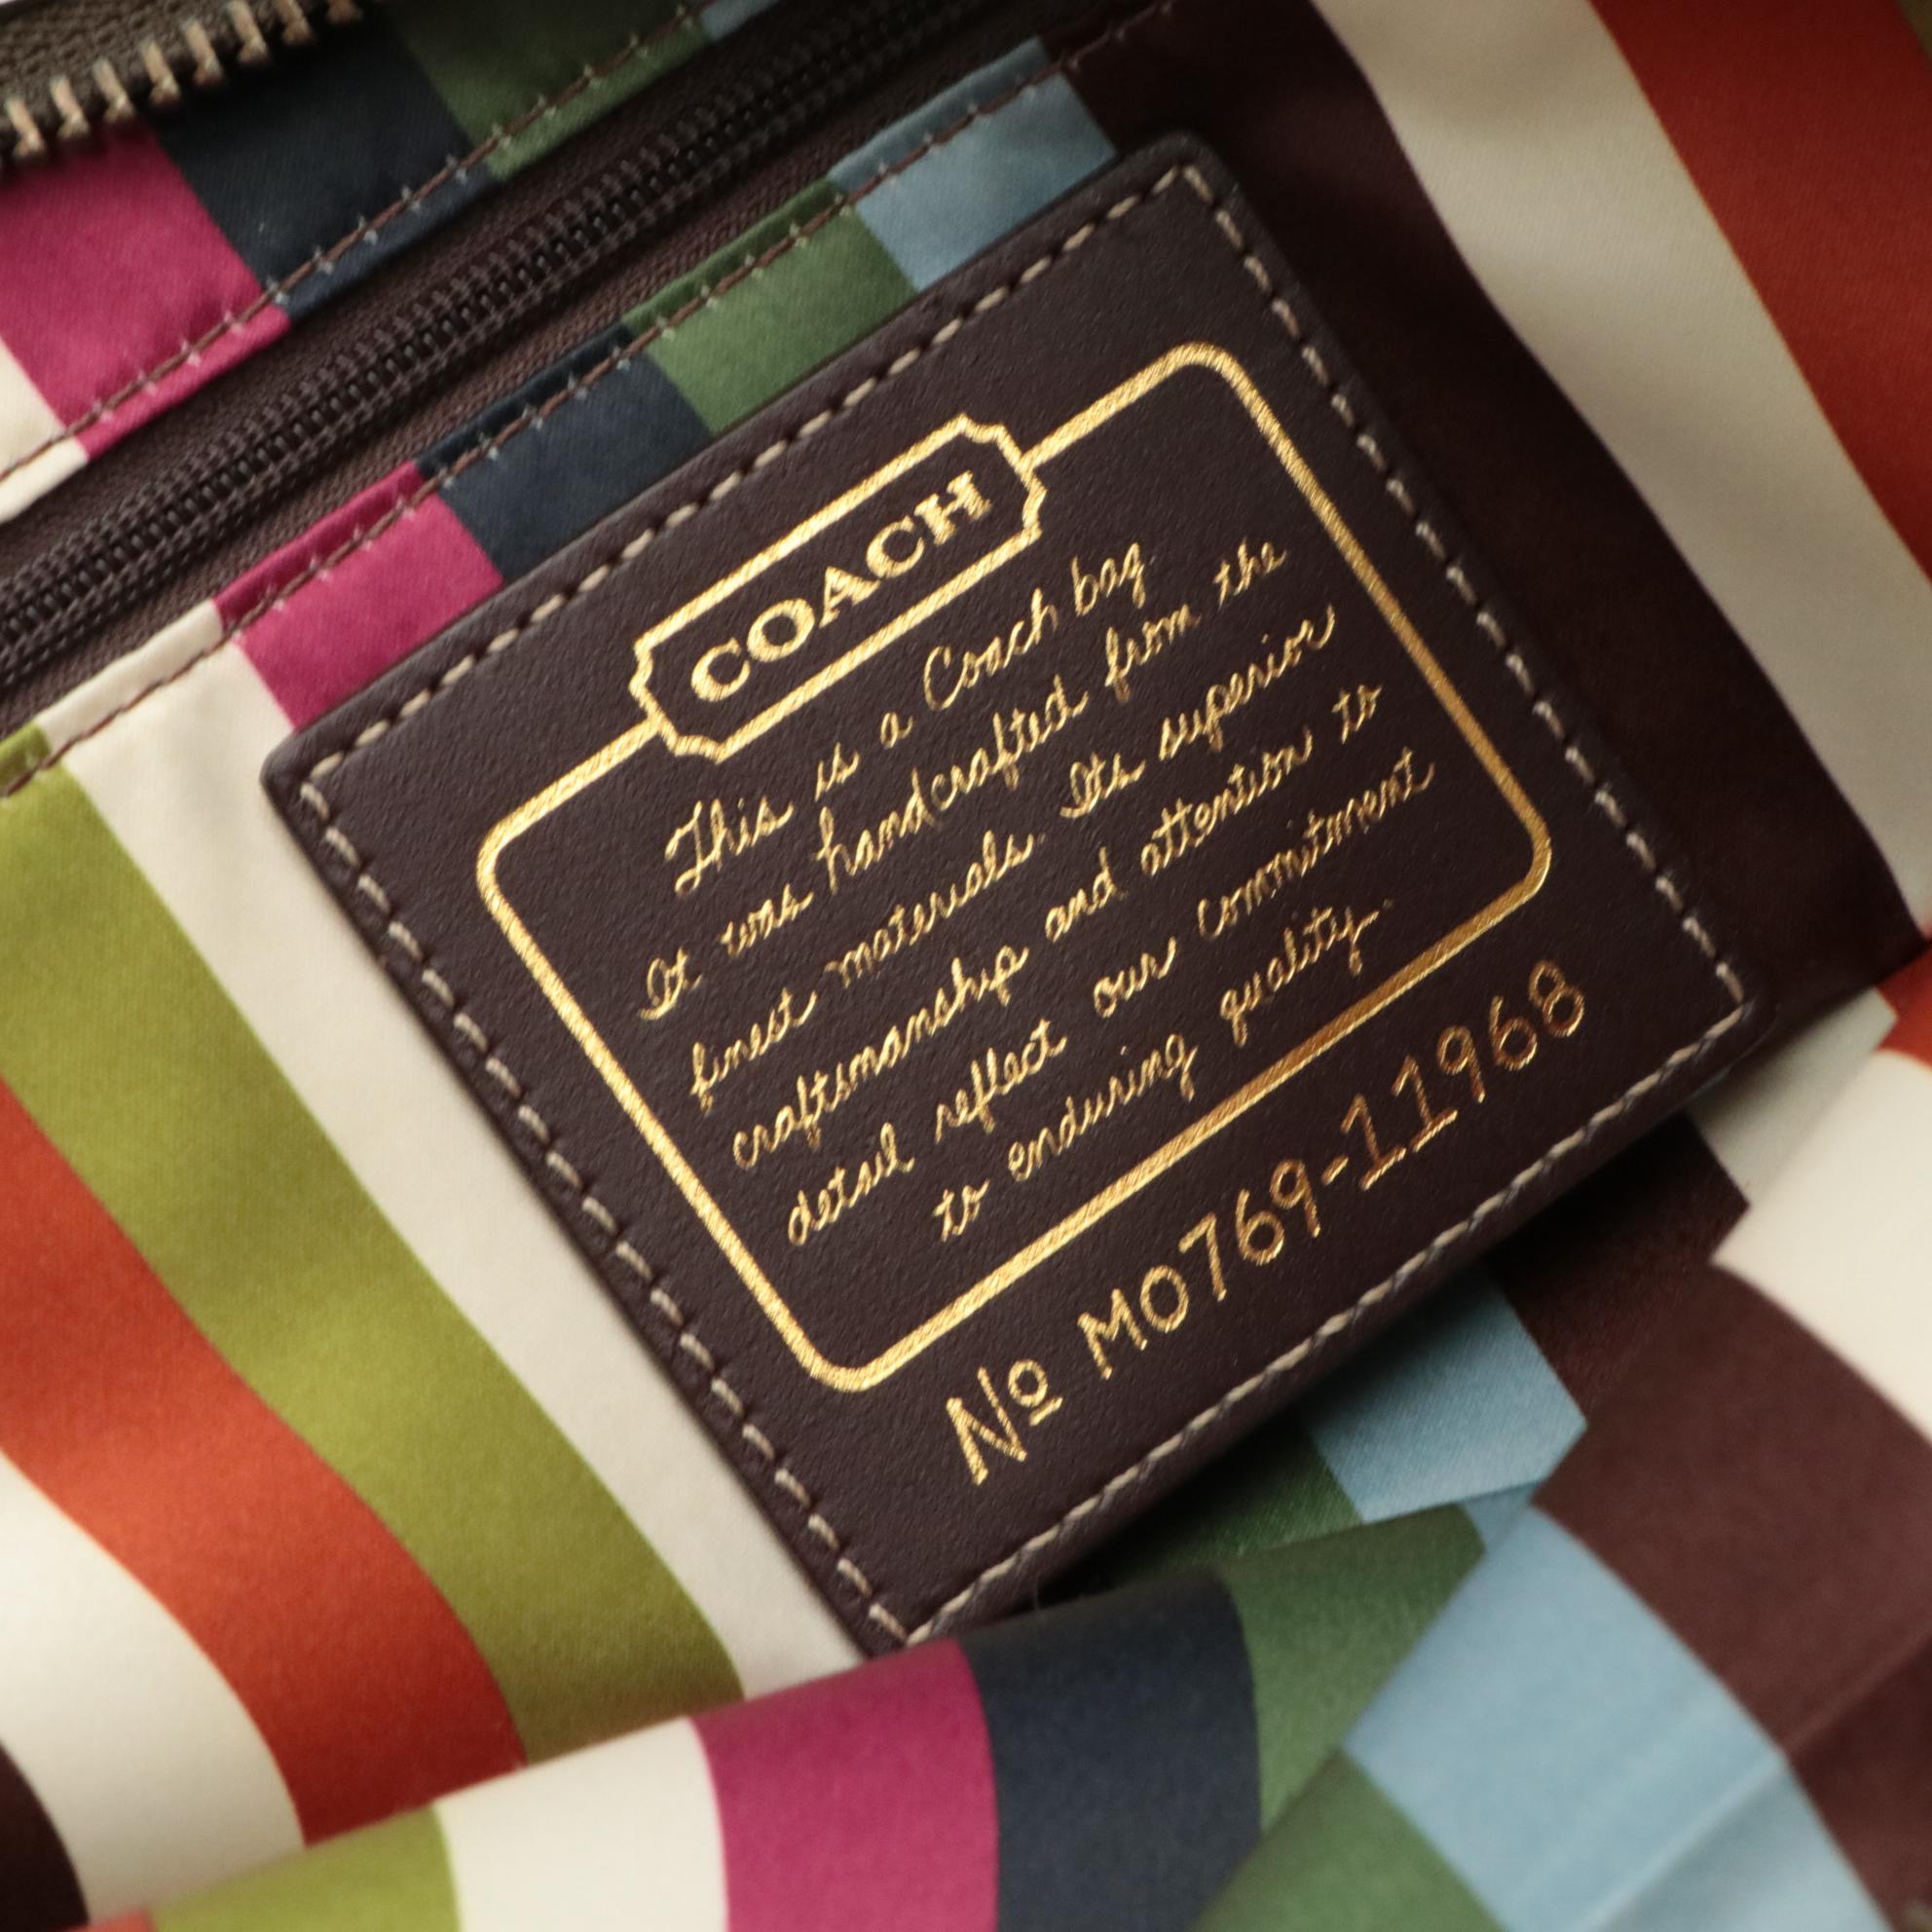 COACH
This is a Coach bag.
It was handcrafted from the
finest materials. Its superior
craftsmanship and attention to
detail reflect our commitment
to enduring quality.
Nº M0769-11968